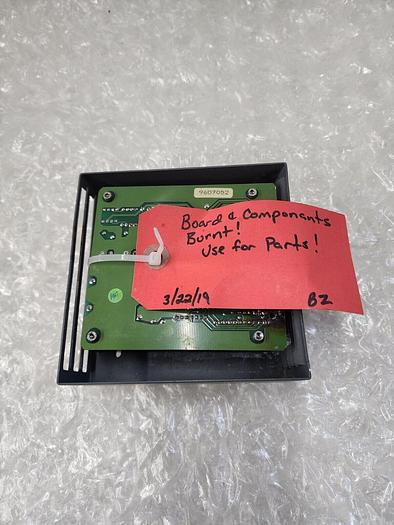 9607052
Board & Components
Burnt!
Use for Parts!
3/22/19 BZ